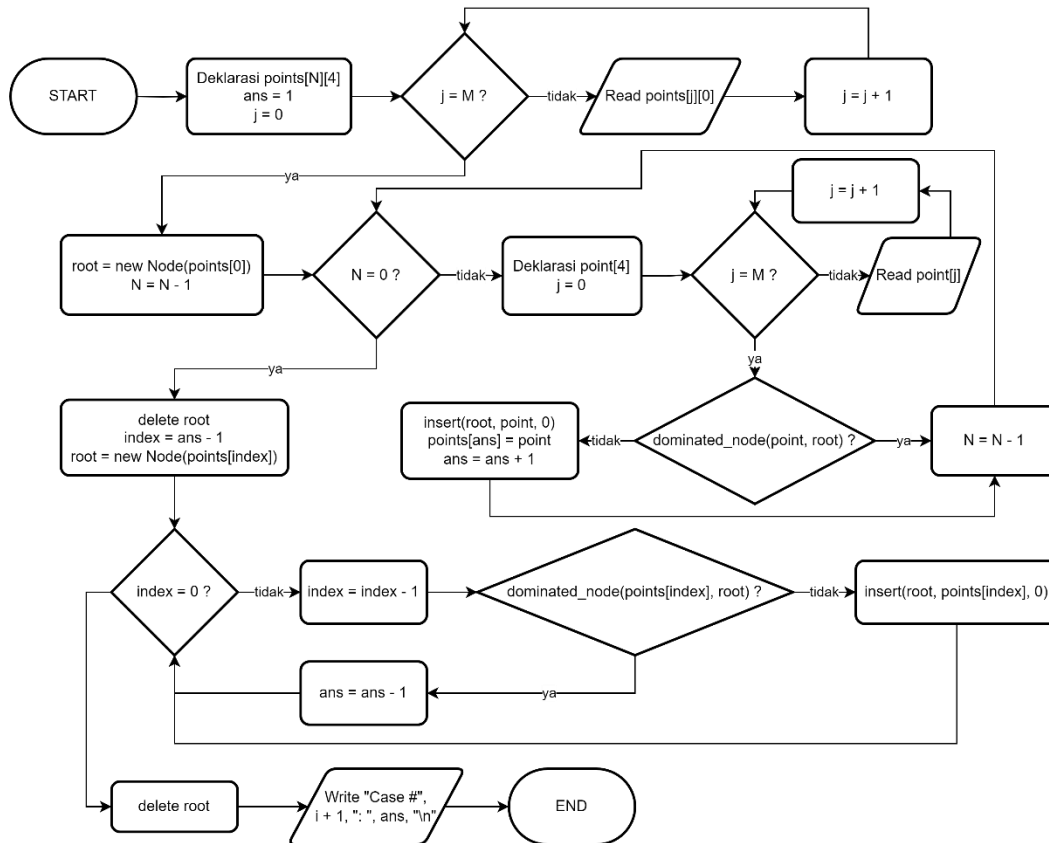 START
Deklarasi points[N][4]
ans = 1
j = 0
j = M ?
tidak
Read points[j][0]
j = j + 1
ya
root = new Node(points[0])
N = N - 1
N = 0 ?
tidak
Deklarasi point[4]
j = 0
j = M ?
tidak
Read point[j]
j = j + 1
ya
ya
delete root
index = ans - 1
root = new Node(points[index])
insert(root, point, 0)
points[ans] = point
ans = ans + 1
tidak
dominated_node(point, root) ?
ya
N = N - 1
index = 0 ?
tidak
index = index - 1
dominated_node(points[index], root) ?
tidak
insert(root, points[index], 0)
ans = ans - 1
ya
delete root
Write "Case #",
i + 1, ": ", ans, "\n"
END